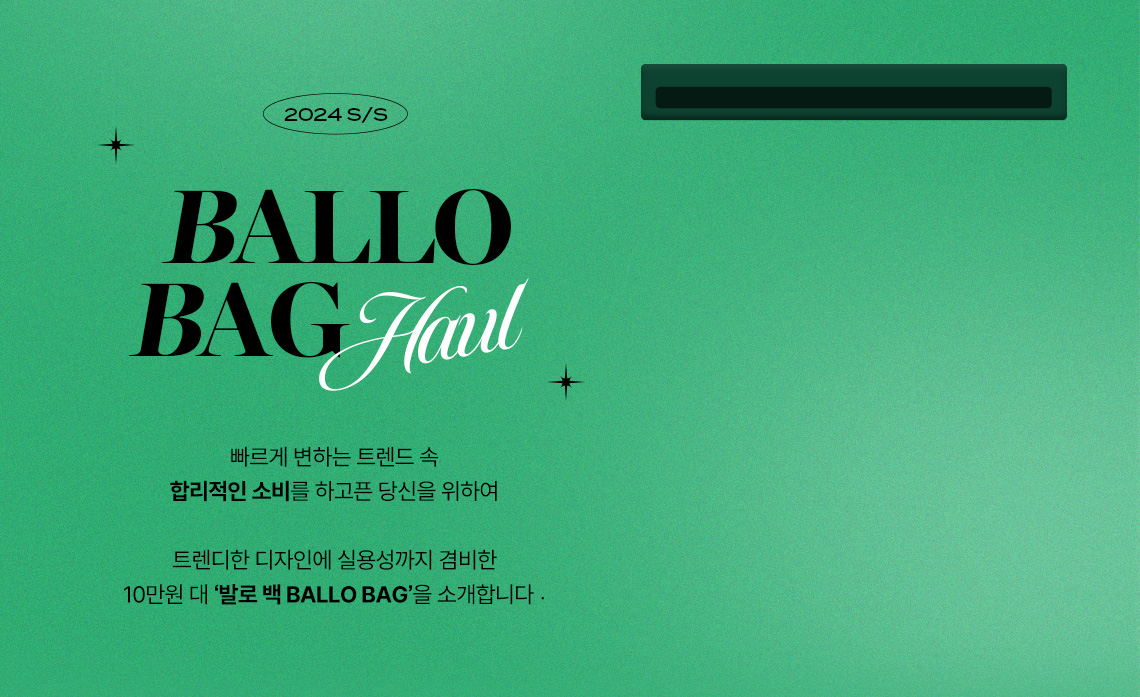 2024 S/S
BALLO
BAG Haul
빠르게 변하는 트렌드 속
합리적인 소비를 하고픈 당신을 위하여
트렌디한 디자인에 실용성까지 겸비한
10만원 대 ‘발로 백 BALLO BAG’을 소개합니다 .